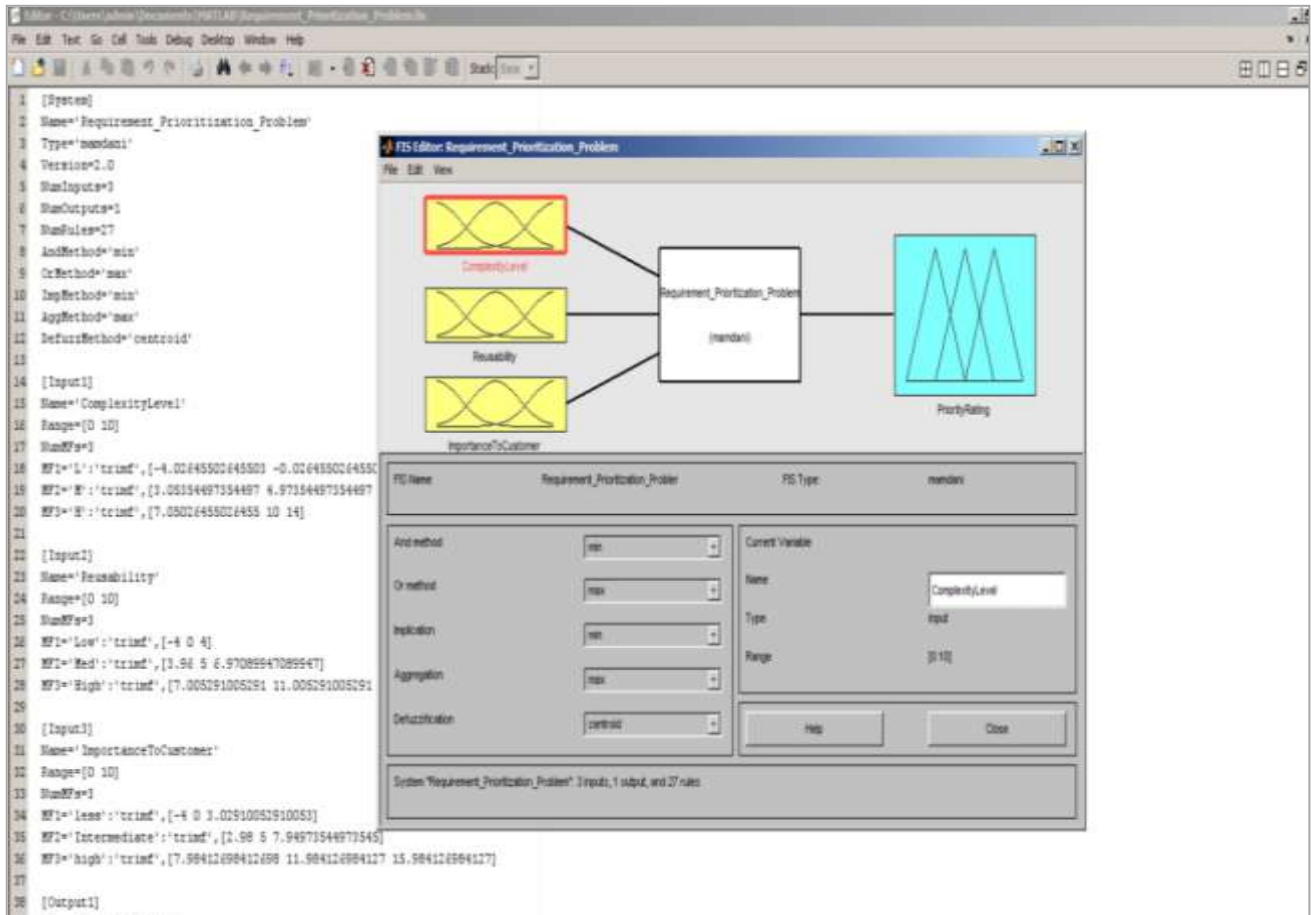 Editor - C:\Users\admin\Documents\MATLAB\Requirement_Prioritization_Problem.fis
File Edit Text Go Cell Tools Debug Desktop Window Help
Stack: Base
1 [System]
2 Name='Requirement_Prioritization_Problem'
3 Type='mamdani'
4 Version=2.0
5 NumInputs=3
6 NumOutputs=1
7 NumRules=27
8 AndMethod='min'
9 OrMethod='max'
10 ImpMethod='min'
11 AggMethod='max'
12 DefuzzMethod='centroid'
13
14 [Input1]
15 Name='ComplexityLevel'
16 Range=[0 10]
17 NumMFs=3
18 MF1='L':'trimf',[-4.02645502645503 -0.0264550264550
19 MF2='M':'trimf',[3.05354497354497 4.97354497354497
20 MF3='H':'trimf',[7.05026455026455 10 14]
21
22 [Input2]
23 Name='Reusability'
24 Range=[0 10]
25 NumMFs=3
26 MF1='Low':'trimf',[-4 0 4]
27 MF2='Med':'trimf',[3.96 5 6.97089947089947]
28 MF3='High':'trimf',[7.005291005291 11.005291005291
29
30 [Input3]
31 Name='ImportanceToCustomer'
32 Range=[0 10]
33 NumMFs=3
34 MF1='less':'trimf',[-4 0 3.02910052910053]
35 MF2='Intermediate':'trimf',[2.98 5 7.94973544973545]
36 MF3='high':'trimf',[7.98412698412698 11.984126984127 15.984126984127]
37
38 [Output1]
FIS Editor: Requirement_Prioritization_Problem
File Edit View
ComplexityLevel
Reusability
ImportanceToCustomer
Requirement_Prioritization_Problem
(mamdani)
PriorityRating
FIS Name: Requirement_Prioritization_Probler FIS Type: mamdani
And method min
Or method max
Implication min
Aggregation max
Defuzzification centroid
Current Variable
Name ComplexityLevel
Type input
Range [0 10]
Help Close
System "Requirement_Prioritization_Problem": 3 inputs, 1 output, and 27 rules